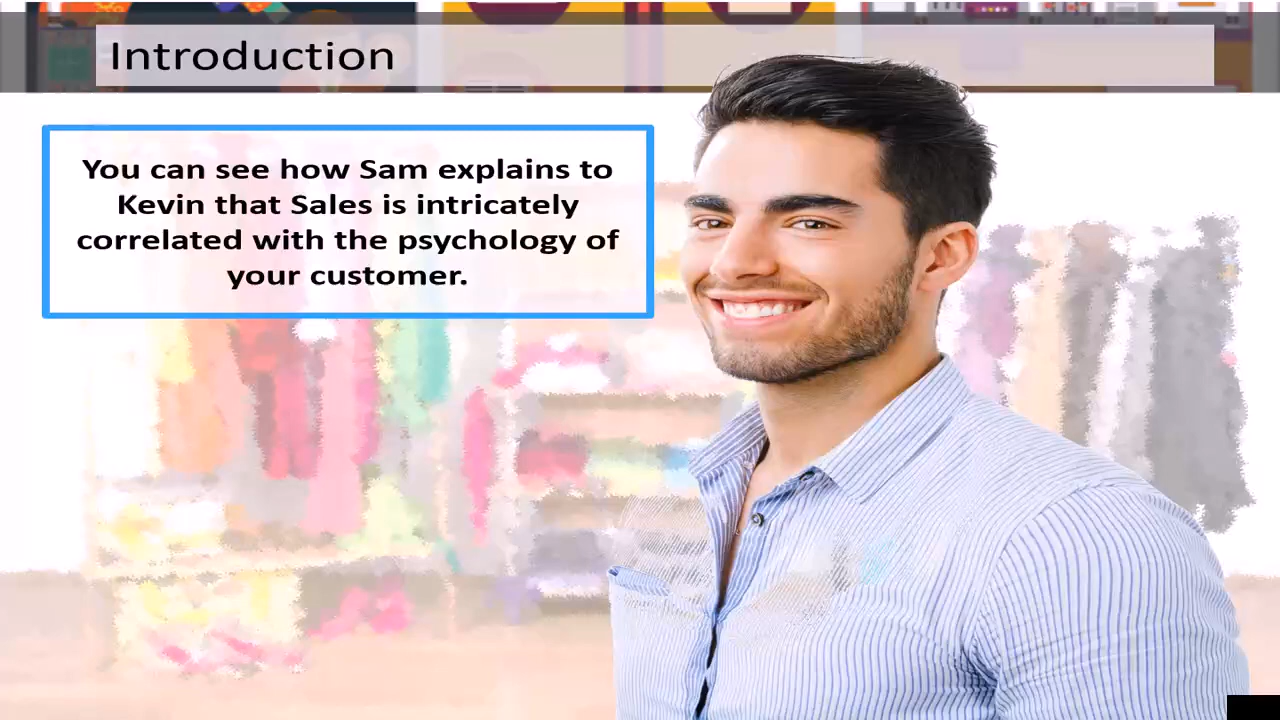 Introduction
You can see how Sam explains to
Kevin that Sales is intricately
correlated with the psychology of
your customer.